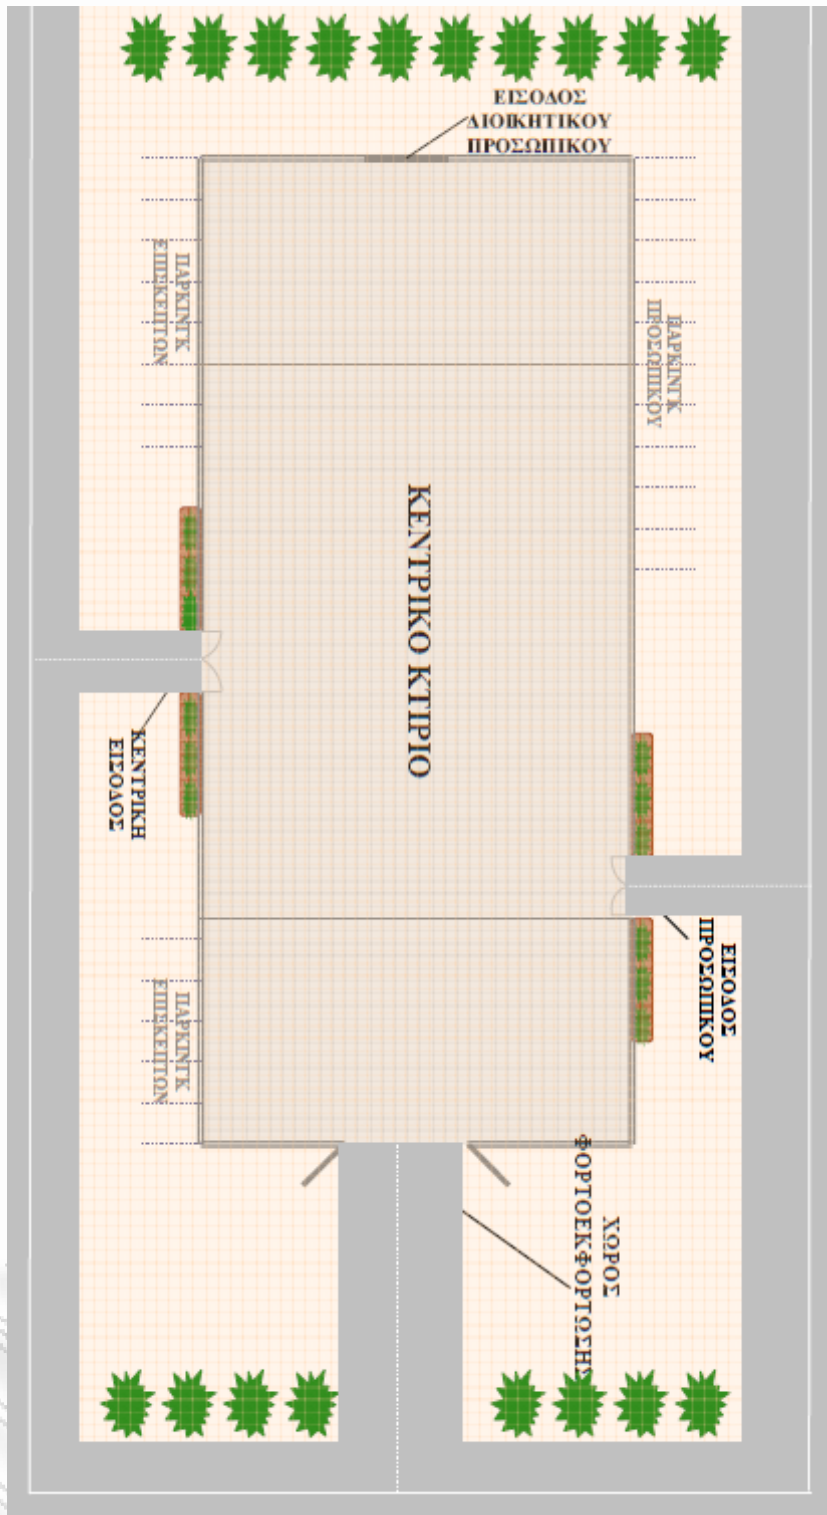 ΕΙΣΟΔΟΣ
ΔΙΟΙΚΗΤΙΚΟΥ
ΠΡΟΣΩΠΙΚΟΥ
ΠΑΡΚΙΝΓΚ
ΕΠΙΣΚΕΠΤΩΝ
ΠΑΡΚΙΝΓΚ
ΠΡΟΣΩΠΙΚΟΥ
ΚΕΝΤΡΙΚΟ ΚΤΙΡΙΟ
ΚΕΝΤΡΙΚΗ
ΕΙΣΟΔΟΣ
ΕΙΣΟΔΟΣ
ΠΡΟΣΩΠΙΚΟΥ
ΠΑΡΚΙΝΓΚ
ΕΠΙΣΚΕΠΤΩΝ
ΧΩΡΟΣ
ΦΟΡΤΟΕΚΦΟΡΤΩΣΗΣ